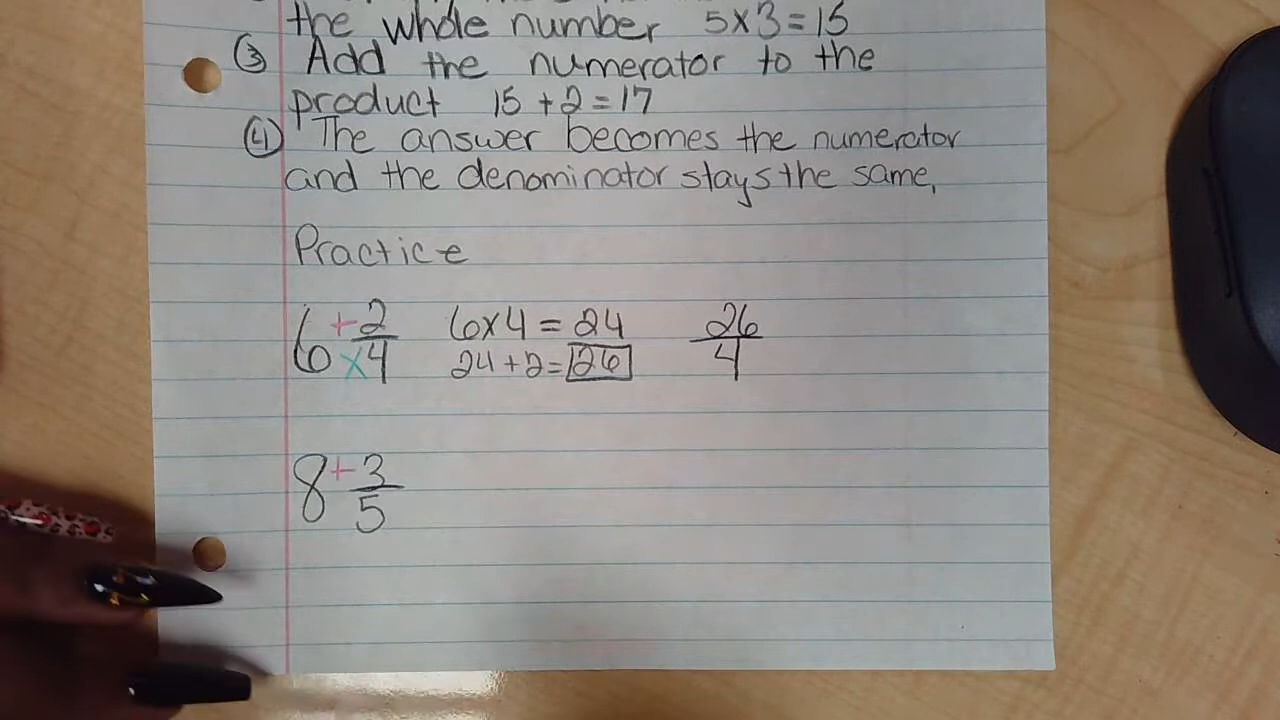 the whole number 5x3=15
③ Add the numerator to the
product 15+2=17
④ The answer becomes the numerator
and the denominator stays the same.
Practice
6 + 2/x4 6x4=24 26/4
24+2=26
8 + 3/5